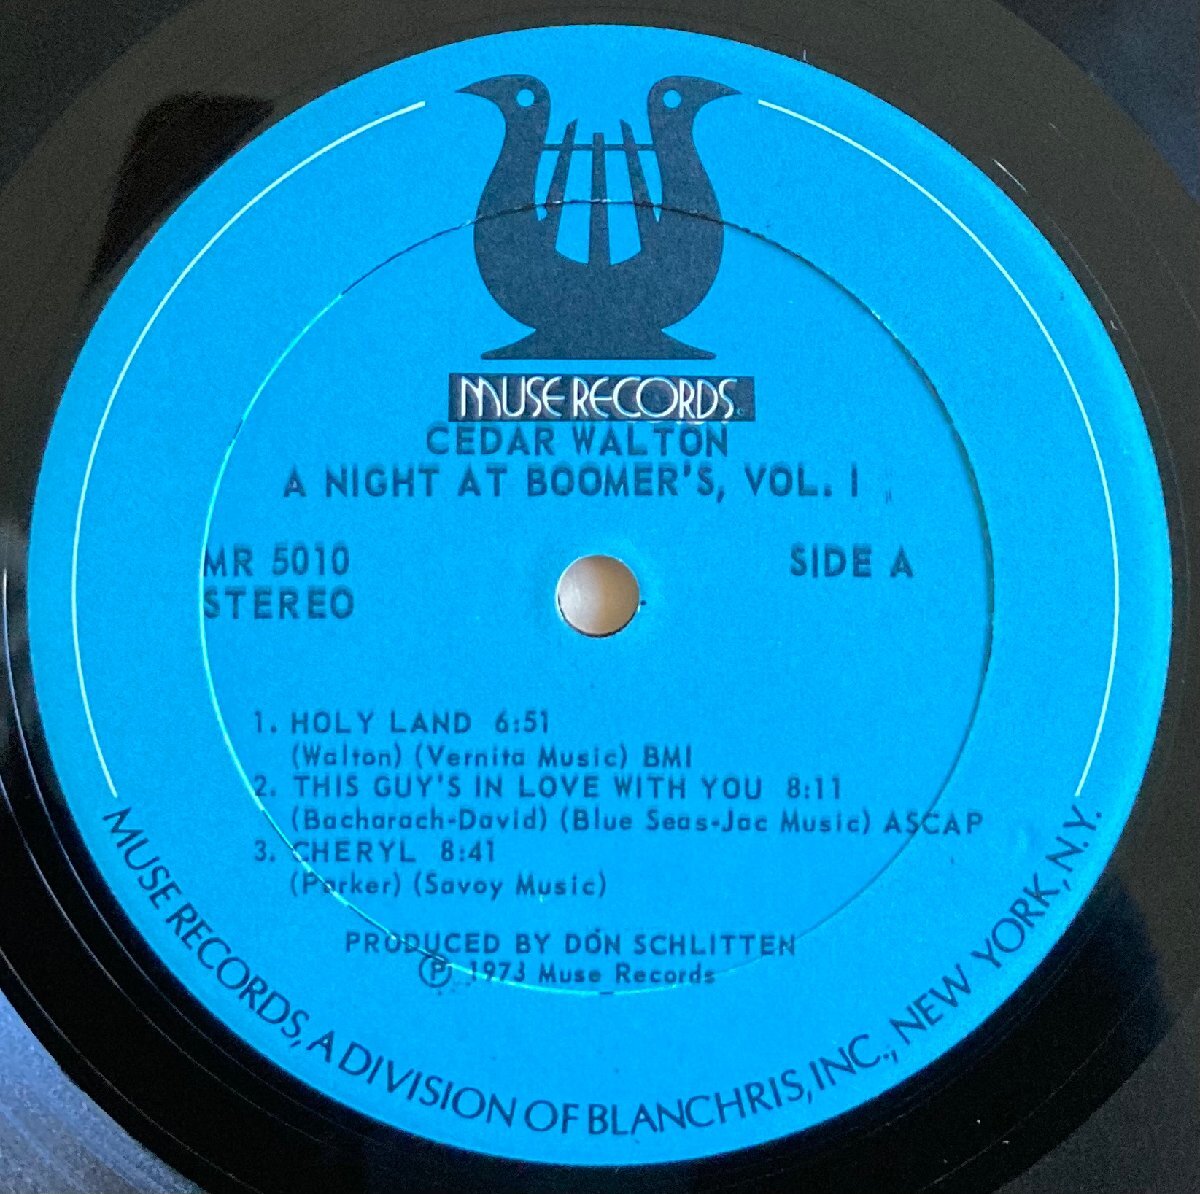 MUSE RECORDS
CEDAR WALTON
A NIGHT AT BOOMER'S, VOL. I
MR 5010
STEREO
SIDE A
1. HOLY LAND 6:51
(Walton) (Vernita Music) BMI
2. THIS GUY'S IN LOVE WITH YOU 8:11
(Bacharach-David) (Blue Seas-Jac Music) ASCAP
3. CHERYL 8:41
(Parker) (Savoy Music)
PRODUCED BY DON SCHLITTEN
Ⓟ 1973 Muse Records
MUSE RECORDS, A DIVISION OF BLANCHRIS, INC., NEW YORK, N.Y.